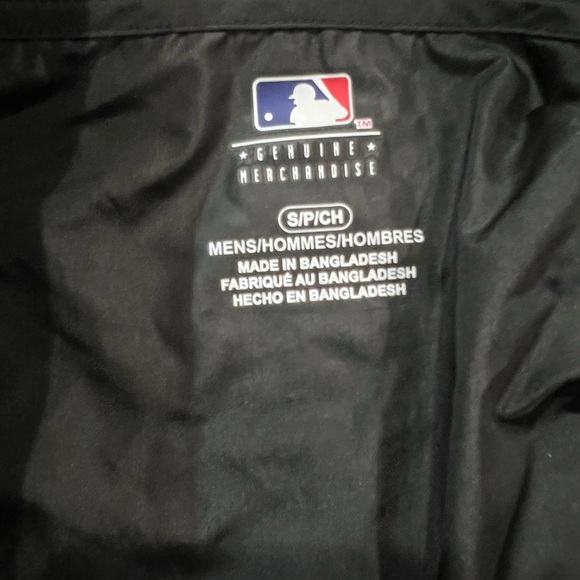 TM
★ GENUINE ★
MERCHANDISE
S/P/CH
MENS/HOMMES/HOMBRES
MADE IN BANGLADESH
FABRIQUÉ AU BANGLADESH
HECHO EN BANGLADESH